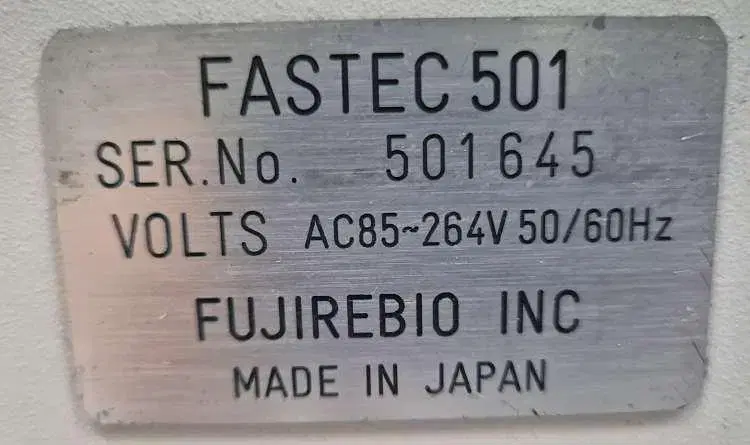 FASTEC 501
SER.No. 501645
VOLTS AC85~264V 50/60Hz
FUJIREBIO INC
MADE IN JAPAN